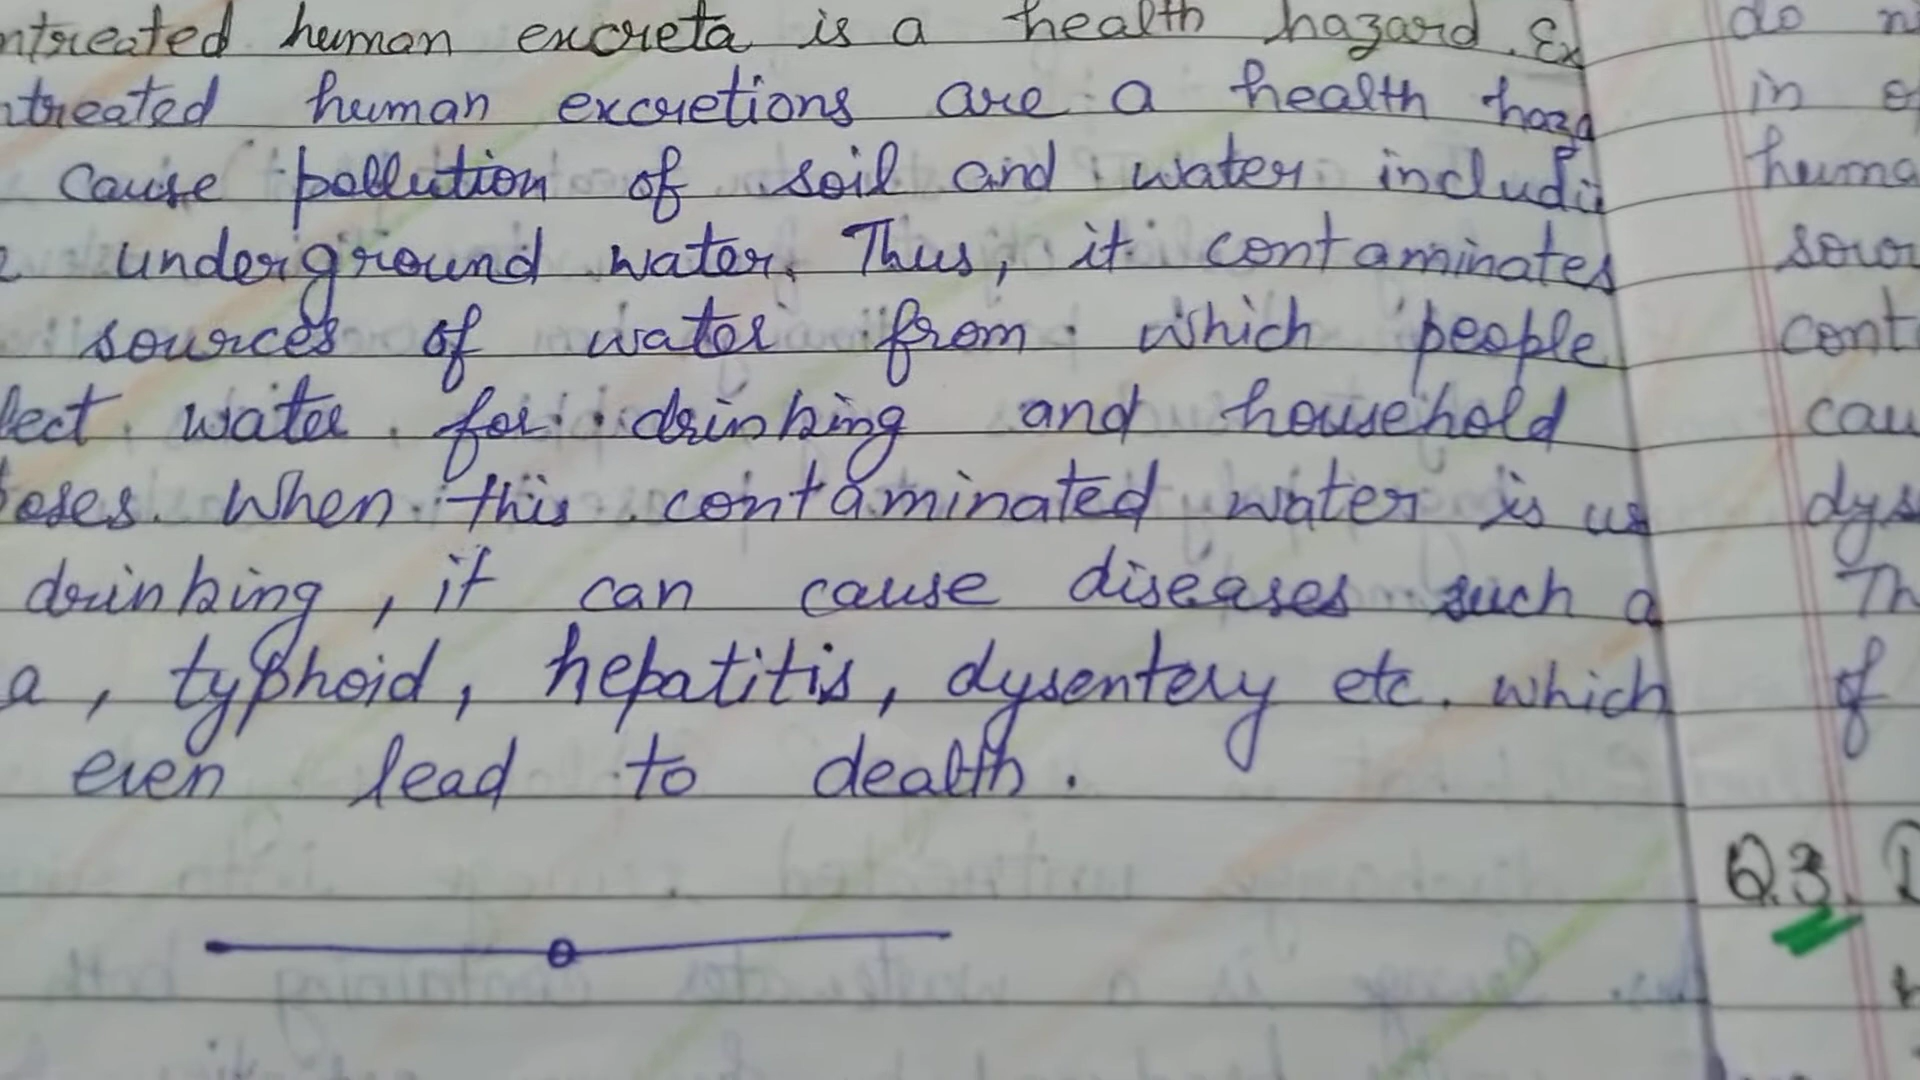 ntreated human excreta is a health hazard. Ex
ntreated human excretions are a health haza
cause pollution of soil and water includi
underground water. Thus, it contaminates
sources of water from which people
lect water for drinking and household
oses. When this contaminated water is us
drinking, it can cause diseases such a
a, typhoid, hepatitis, dysentery etc. which
even lead to death.
do n
in o
huma
sour
cont
cau
dys
Th
of
Q.3.